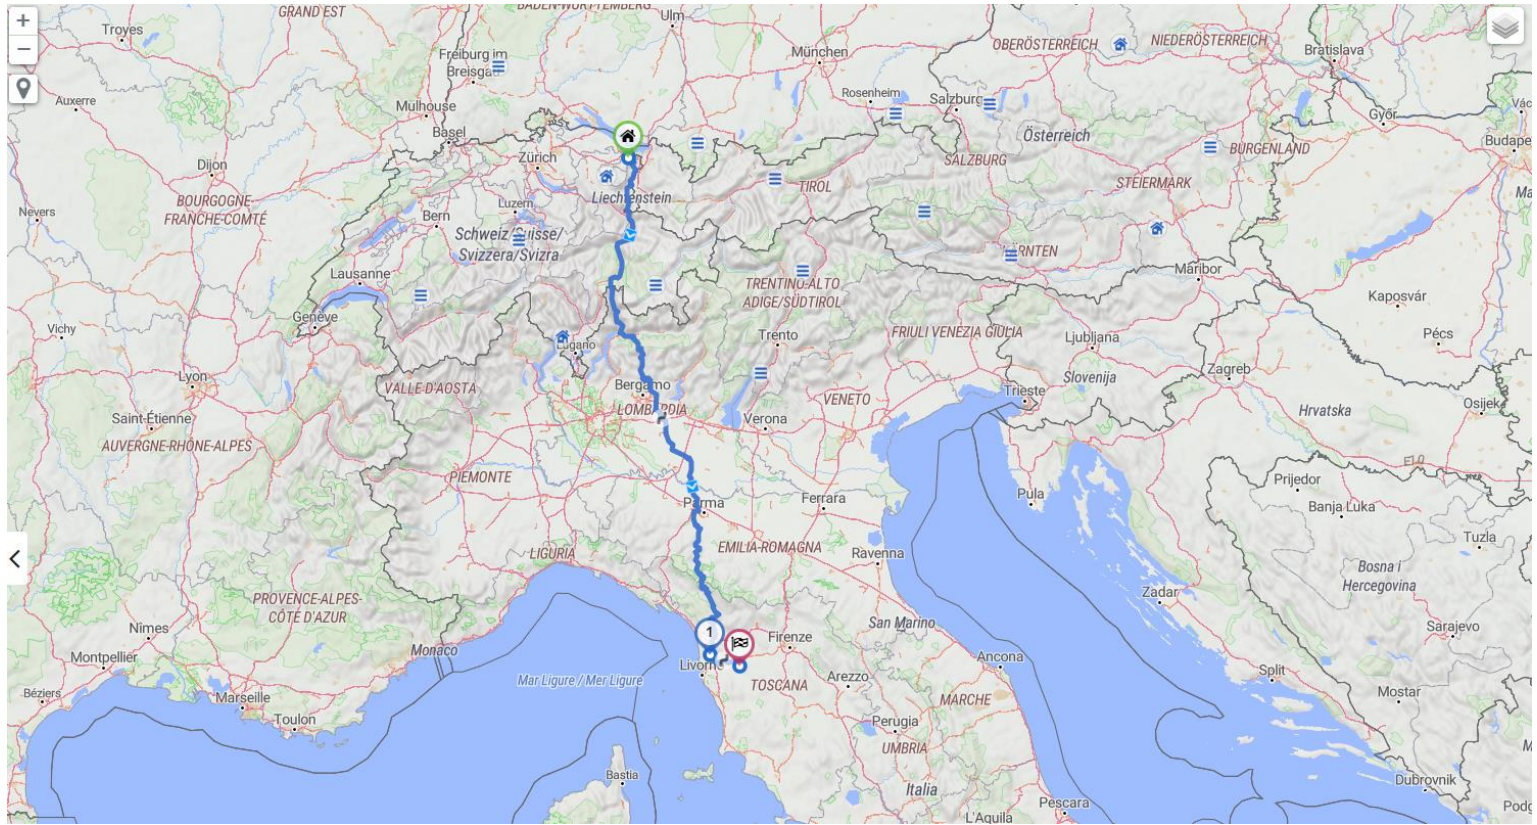 GRAND EST
BADEN-WÜRTTEMBERG
Troyes
Ulm
+
−
Freiburg im
Breisgau
München
OBERÖSTERREICH
NIEDERÖSTERREICH
Bratislava
Auxerre
Mulhouse
Rosenheim
Salzburg
Győr
Basel
Österreich
Dijon
Zürich
SALZBURG
BURGENLAND
Liechtenstein
TIROL
STEIERMARK
BOURGOGNE-
FRANCHE-COMTÉ
Nevers
Bern
Luzern
Schweiz/Suisse/
Svizzera/Svizra
Lausanne
TRENTINO-ALTO
ADIGE/SÜDTIROL
Maribor
Kaposvár
Genève
Vichy
Trento
FRIULI VENEZIA GIULIA
Ljubljana
Pécs
Lugano
Lyon
VALLE D'AOSTA
Bergamo
Slovenija
Zagreb
LOMBARDIA
VENETO
Trieste
Saint-Étienne
Verona
Hrvatska
Osijek
AUVERGNE-RHÔNE-ALPES
PIEMONTE
Prijedor
Parma
Ferrara
Pula
Banja Luka
LIGURIA
EMILIA-ROMAGNA
Ravenna
Tuzla
Bosna i
Hercegovina
PROVENCE-ALPES-
CÔTE D'AZUR
Zadar
Nîmes
1
Firenze
San Marino
Sarajevo
Montpellier
Monaco
Livorno
Ancona
Split
Mar Ligure / Mer Ligure
TOSCANA
Arezzo
Béziers
Marseille
MARCHE
Mostar
Toulon
Perugia
UMBRIA
Bastia
Italia
Dubrovnik
Pescara
L'Aquila